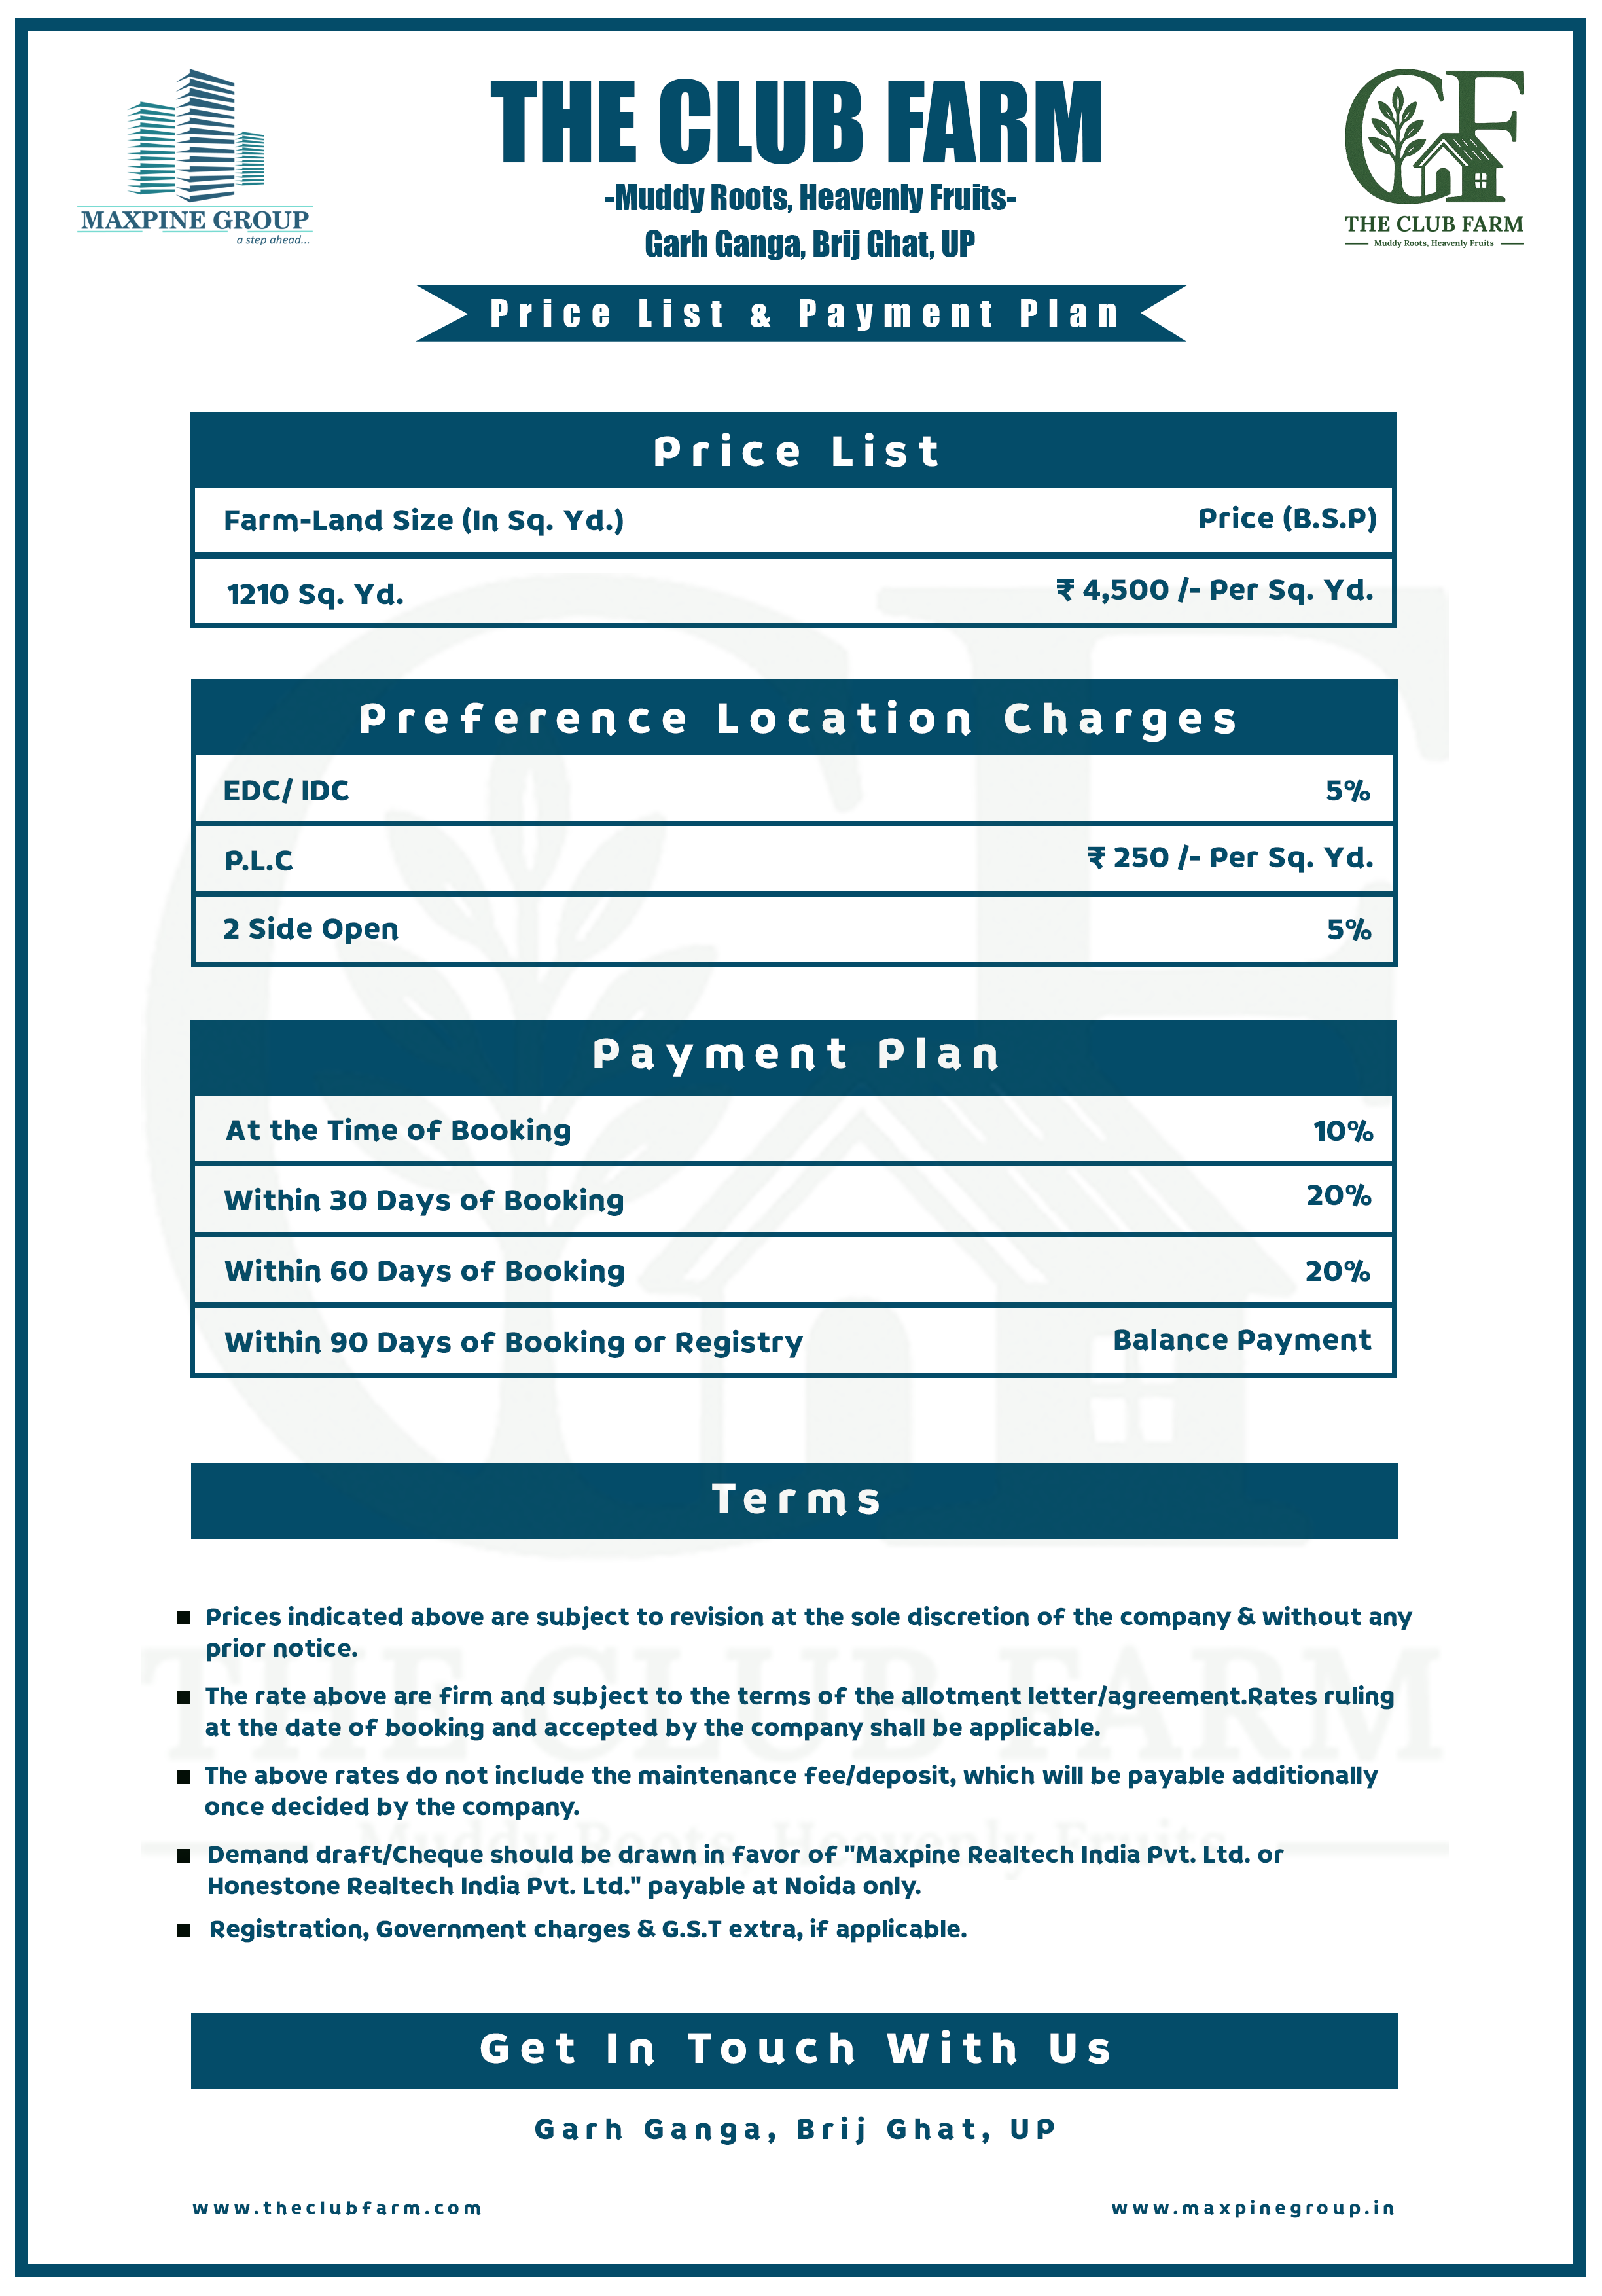 MAXPINE GROUP
a step ahead...
THE CLUB FARM
-Muddy Roots, Heavenly Fruits-
Garh Ganga, Brij Ghat, UP
CF
THE CLUB FARM
Muddy Roots, Heavenly Fruits
Price List & Payment Plan
Price List
Farm-Land Size (In Sq. Yd.) Price (B.S.P)
1210 Sq. Yd. ₹ 4,500 /- Per Sq. Yd.
Preference Location Charges
EDC/ IDC 5%
P.L.C ₹ 250 /- Per Sq. Yd.
2 Side Open 5%
Payment Plan
At the Time of Booking 10%
Within 30 Days of Booking 20%
Within 60 Days of Booking 20%
Within 90 Days of Booking or Registry Balance Payment
Terms
Prices indicated above are subject to revision at the sole discretion of the company & without any
prior notice.
The rate above are firm and subject to the terms of the allotment letter/agreement.Rates ruling
at the date of booking and accepted by the company shall be applicable.
The above rates do not include the maintenance fee/deposit, which will be payable additionally
once decided by the company.
Demand draft/Cheque should be drawn in favor of "Maxpine Realtech India Pvt. Ltd. or
Honestone Realtech India Pvt. Ltd." payable at Noida only.
Registration, Government charges & G.S.T extra, if applicable.
THE CLUB FARM
Muddy Roots, Heavenly Fruits
Get In Touch With Us
Garh Ganga, Brij Ghat, UP
www.theclubfarm.com www.maxpinegroup.in